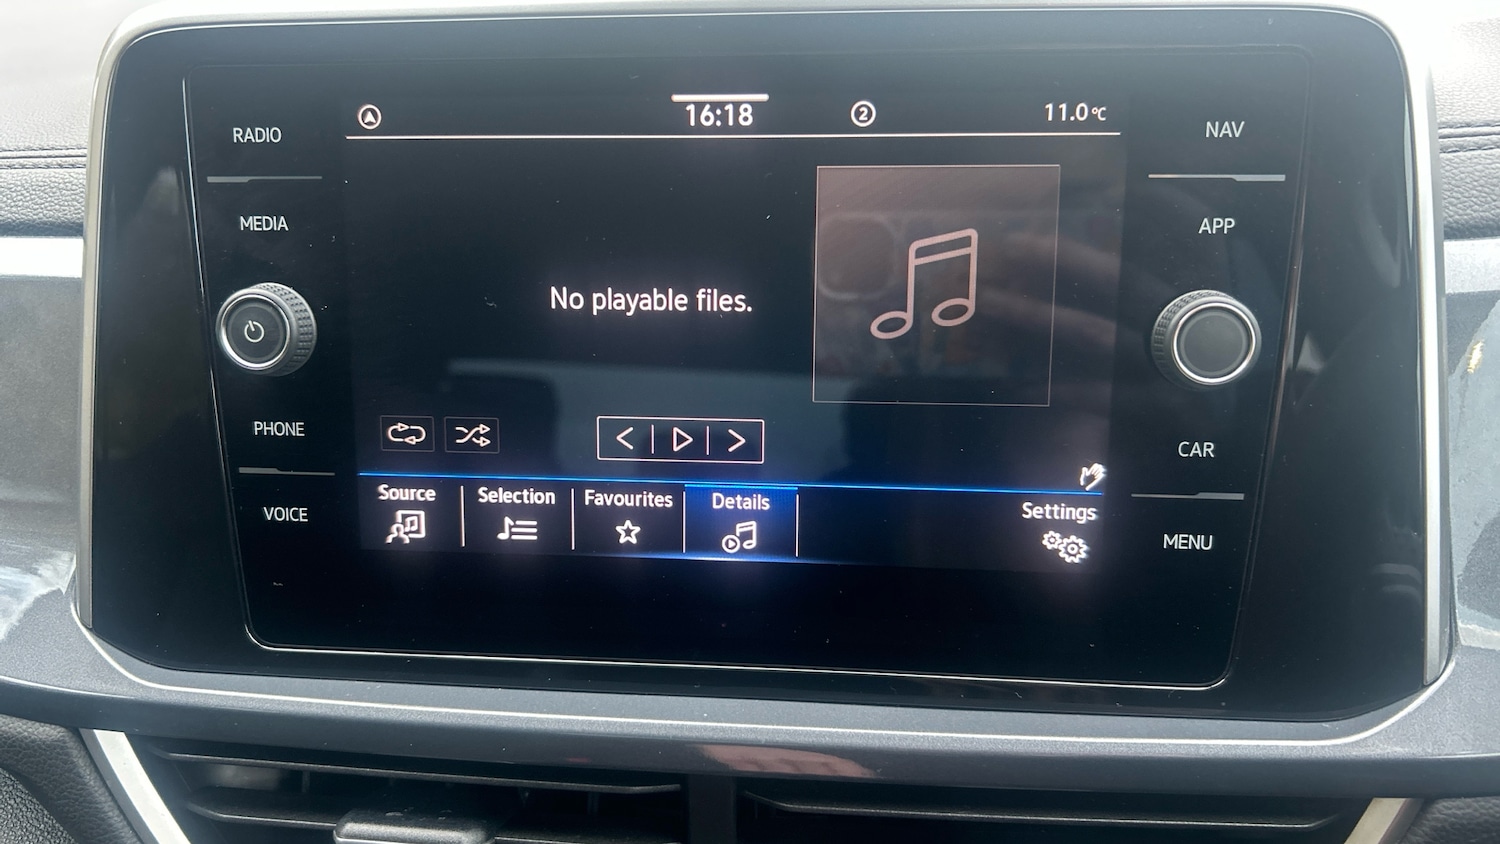 RADIO
MEDIA
PHONE
VOICE
16:18
2
11.0°C
No playable files.
Source
Selection
Favourites
Details
Settings
NAV
APP
CAR
MENU